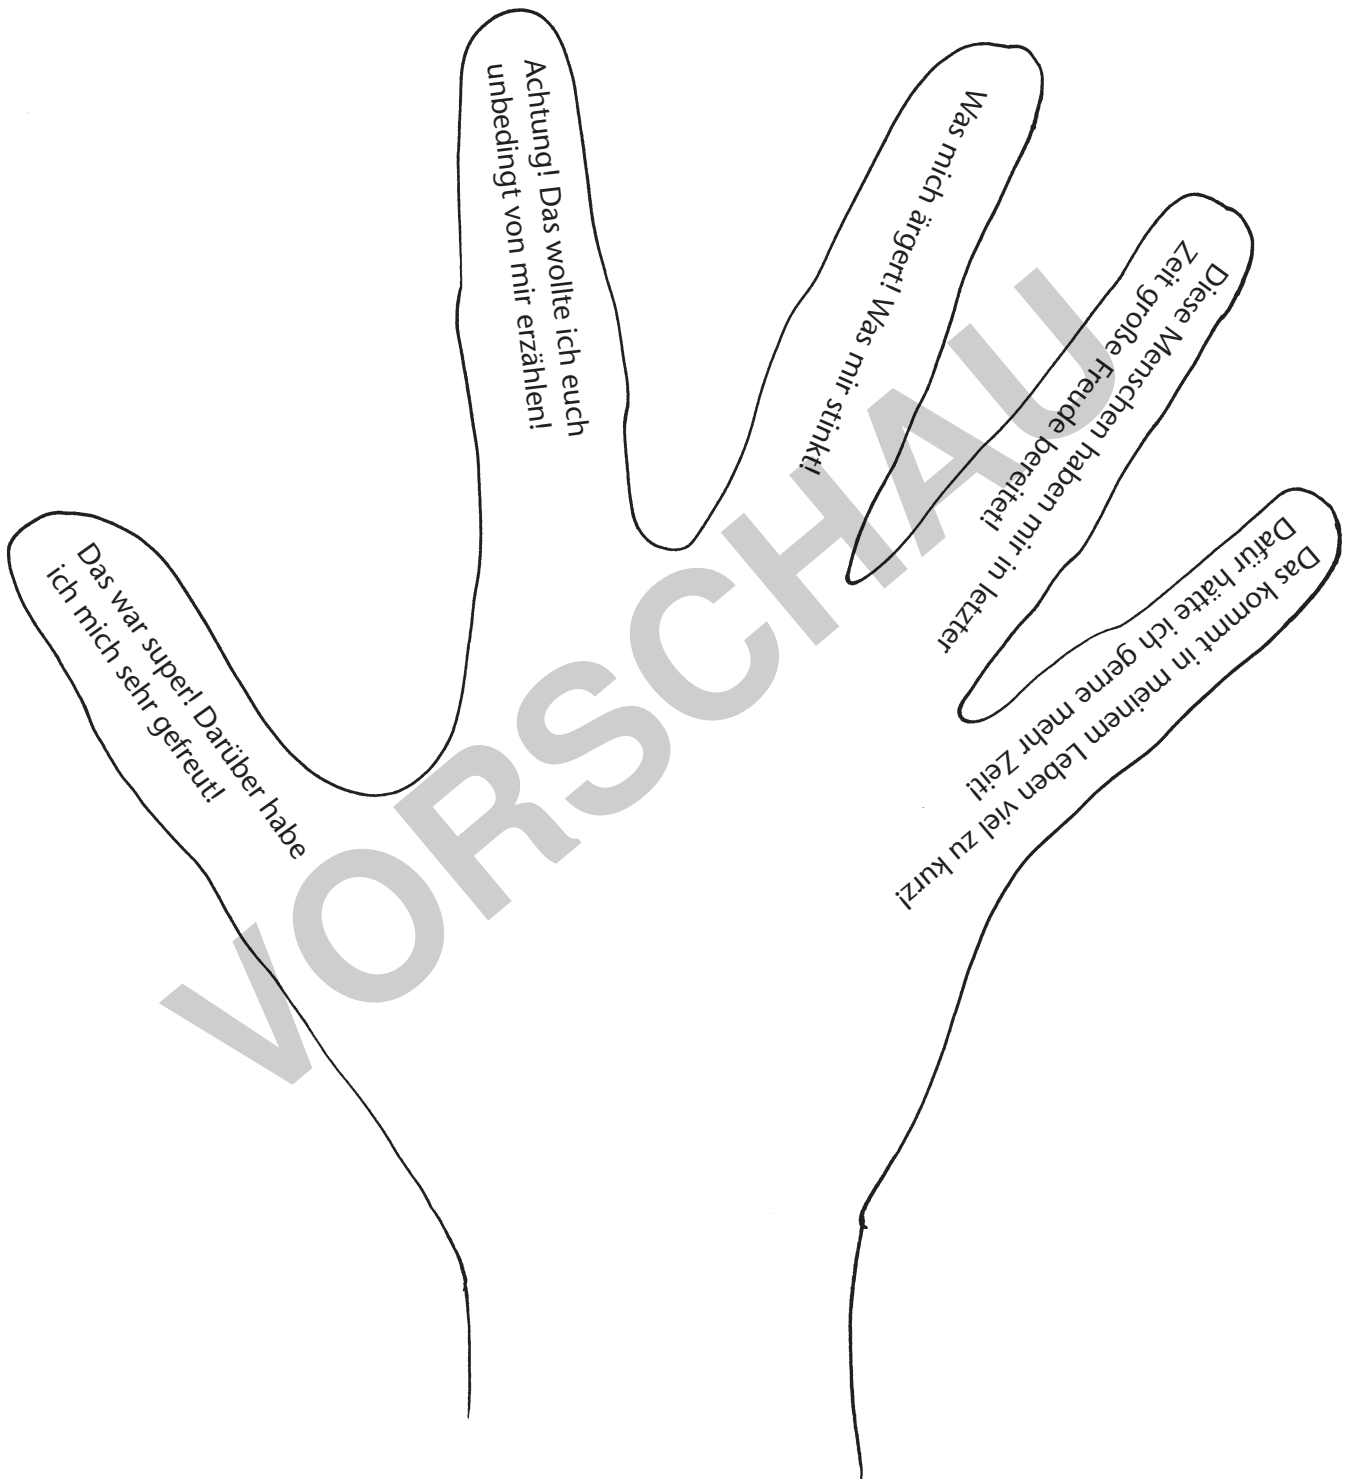 Das war super! Darüber habe
ich mich sehr gefreut!
Achtung! Das wollte ich euch
unbedingt von mir erzählen!
Was mich ärgert! Was mir stinkt!
Diese Menschen haben mir in letzter
Zeit große Freude bereitet!
Das kommt in meinem Leben viel zu kurz!
Dafür hätte ich gerne mehr Zeit!
VORSCHAU